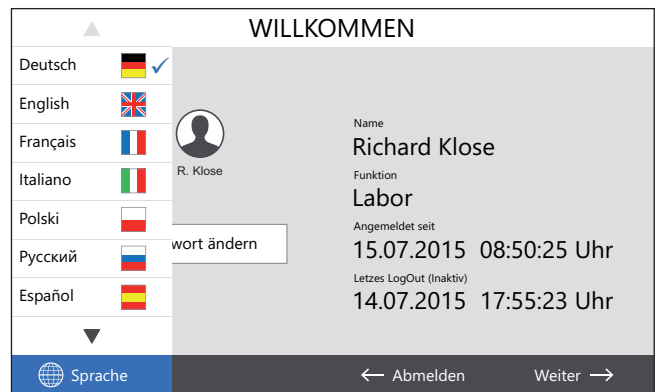 WILLKOMMEN
Deutsch
English
Français
Italiano
Polski
Русский
Español
R. Klose
wort ändern
Name
Richard Klose
Funktion
Labor
Angemeldet seit
15.07.2015 08:50:25 Uhr
Letzes LogOut (Inaktiv)
14.07.2015 17:55:23 Uhr
Sprache
← Abmelden
Weiter →